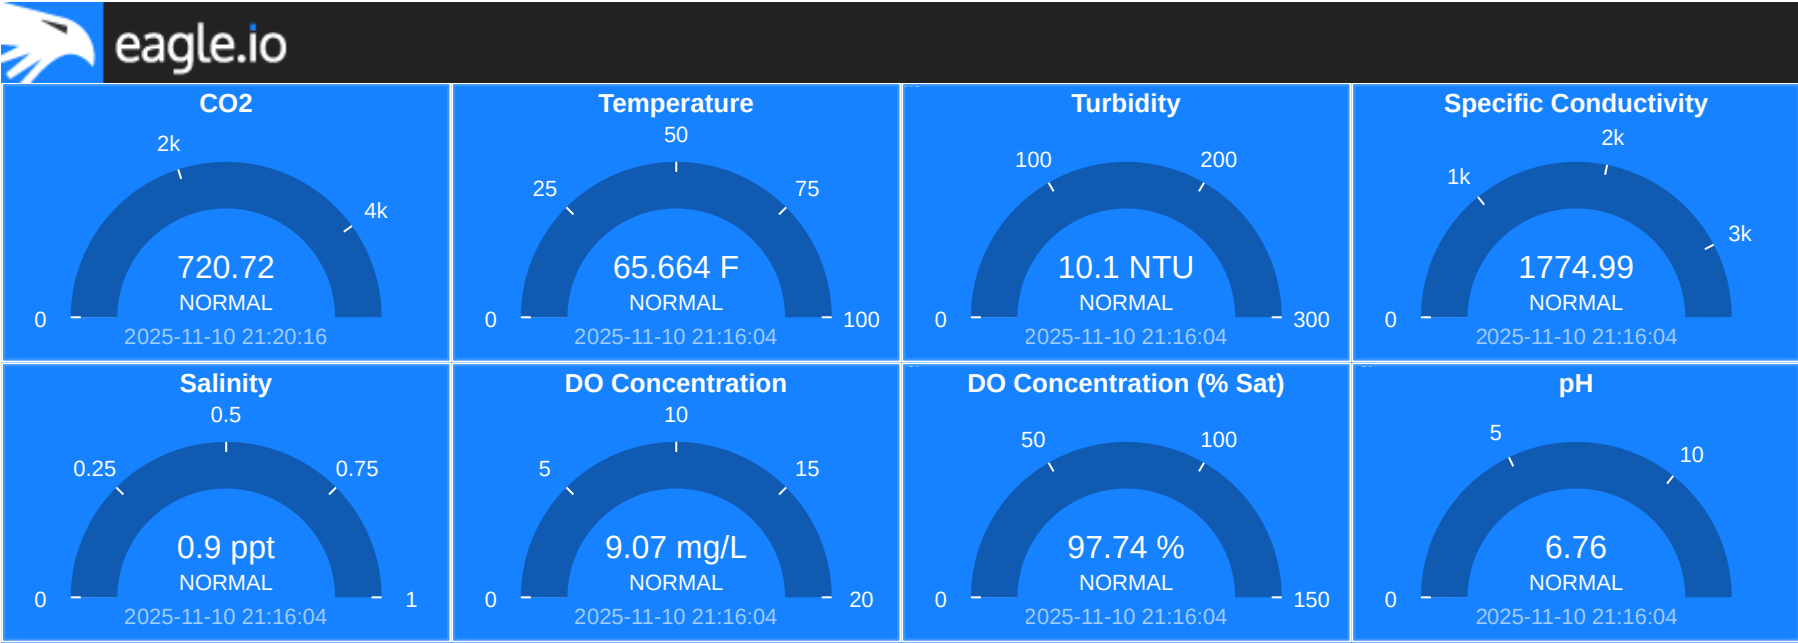 eagle.io
CO2
2k
4k
720.72
NORMAL
0
2025-11-10 21:20:16
Temperature
50
25
75
65.664 F
NORMAL
0
100
2025-11-10 21:16:04
Turbidity
100
200
10.1 NTU
NORMAL
0
300
2025-11-10 21:16:04
Specific Conductivity
2k
1k
3k
1774.99
NORMAL
0
2025-11-10 21:16:04
Salinity
0.5
0.25
0.75
0.9 ppt
NORMAL
0
1
2025-11-10 21:16:04
DO Concentration
10
5
15
9.07 mg/L
NORMAL
0
20
2025-11-10 21:16:04
DO Concentration (% Sat)
50
100
97.74 %
NORMAL
0
150
2025-11-10 21:16:04
pH
5
10
6.76
NORMAL
0
2025-11-10 21:16:04